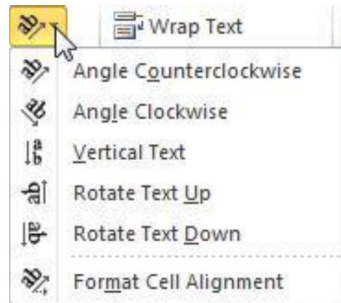 Wrap Text
Angle Counterclockwise
Angle Clockwise
Vertical Text
Rotate Text Up
Rotate Text Down
Format Cell Alignment